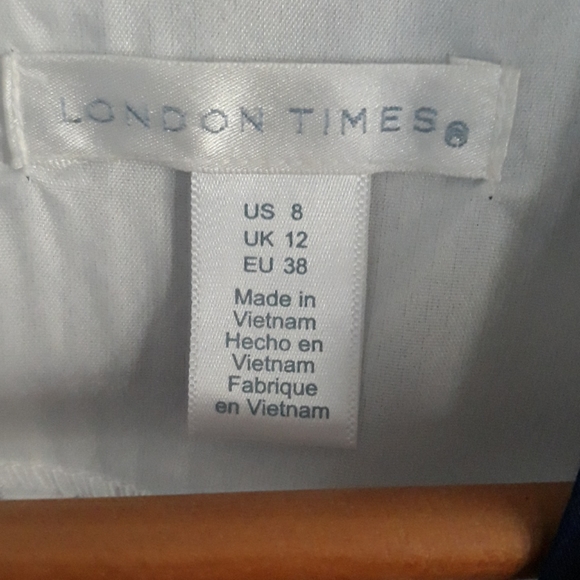 LONDON TIMES®
US 8
UK 12
EU 38
Made in
Vietnam
Hecho en
Vietnam
Fabrique
en Vietnam